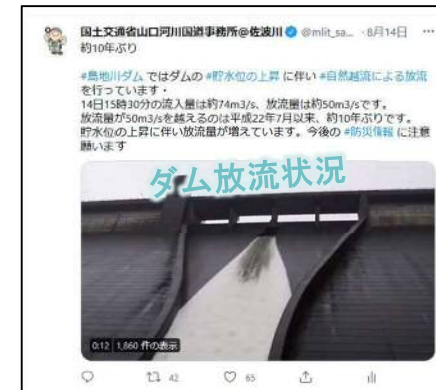 国土交通省山口河川国道事務所@佐波川 @mlit_sa... ·8月14日 ...
約10年ぶり
#島地川ダム ではダムの #貯水位の上昇 に伴い #自然越流による放流
を行っています・
14日15時30分の流入量は約74m3/s、放流量は約50m3/sです。
放流量が50m3/sを越えるのは平成22年7月以来、約10年ぶりです。
貯水位の上昇に伴い放流量が増えています。今後の #防災情報 に注意
願います
ダム放流状況
0:12 1,860 件の表示
42 65